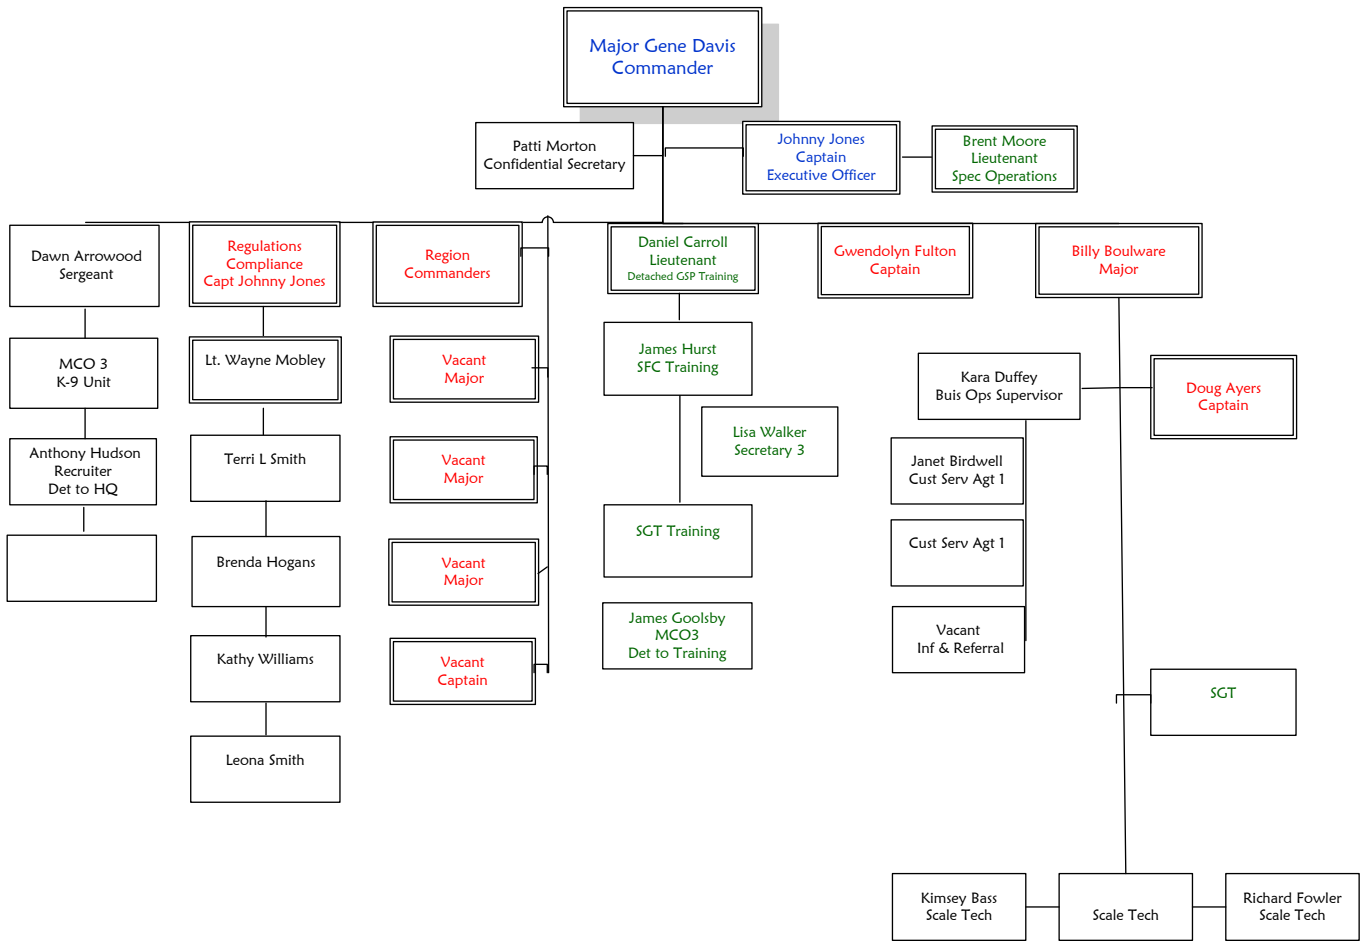 Major Gene Davis
Commander
Patti Morton
Confidential Secretary
Johnny Jones
Captain
Executive Officer
Brent Moore
Lieutenant
Spec Operations
Dawn Arrowood
Sergeant
Regulations
Compliance
Capt Johnny Jones
Region
Commanders
Daniel Carroll
Lieutenant
Detached GSP Training
Gwendolyn Fulton
Captain
Billy Boulware
Major
MCO 3
K-9 Unit
Anthony Hudson
Recruiter
Det to HQ
Lt. Wayne Mobley
Terri L Smith
Brenda Hogans
Kathy Williams
Leona Smith
Vacant
Major
Vacant
Major
Vacant
Major
Vacant
Captain
James Hurst
SFC Training
Lisa Walker
Secretary 3
SGT Training
James Goolsby
MCO3
Det to Training
Kara Duffey
Buis Ops Supervisor
Doug Ayers
Captain
Janet Birdwell
Cust Serv Agt 1
Cust Serv Agt 1
Vacant
Inf & Referral
SGT
Kimsey Bass
Scale Tech
Scale Tech
Richard Fowler
Scale Tech